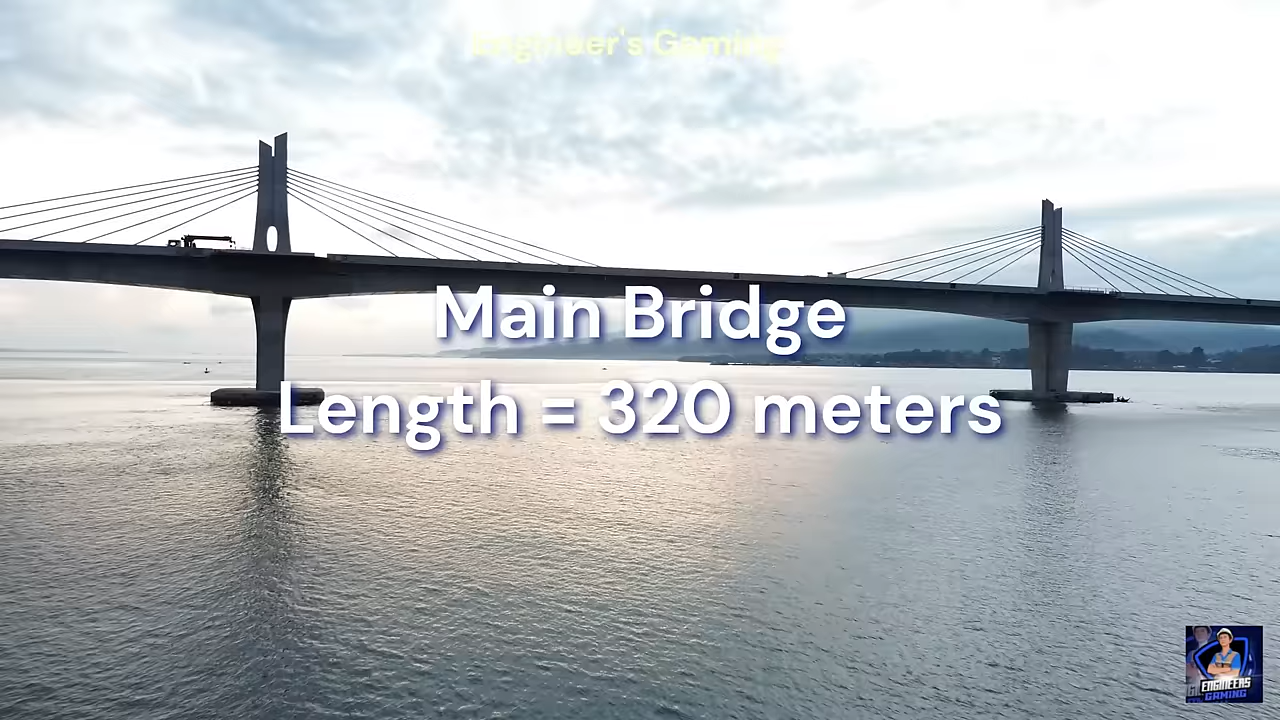 Engineer's Gaming
Main Bridge
Length = 320 meters
ENGINEERS
GAMING